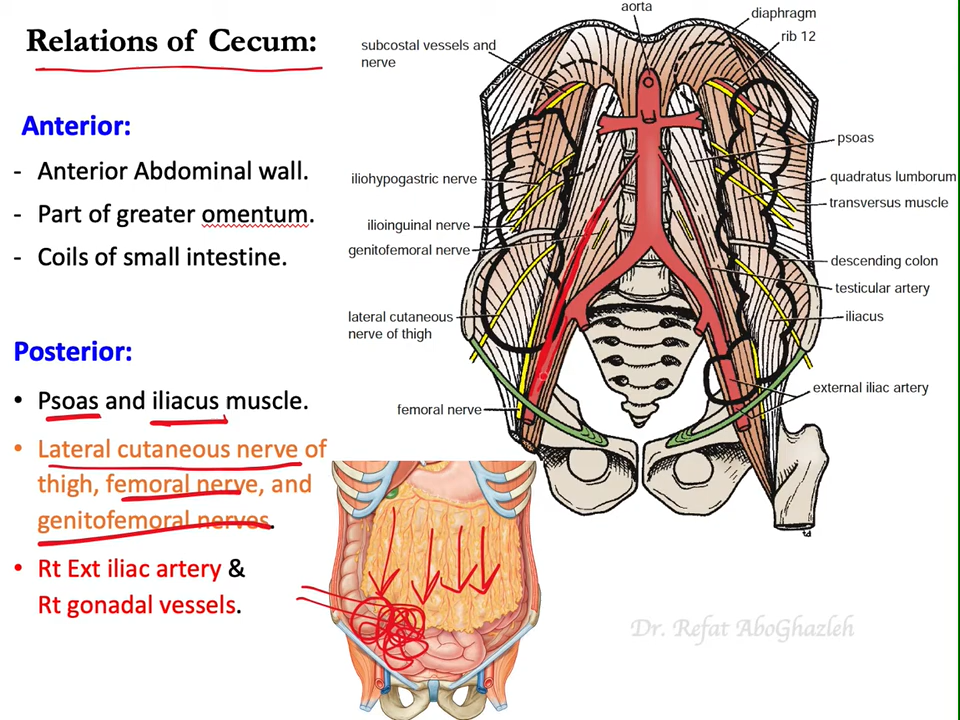 Relations of Cecum:
Anterior:
- Anterior Abdominal wall.
- Part of greater omentum.
- Coils of small intestine.
Posterior:
• Psoas and iliacus muscle.
• Lateral cutaneous nerve of
thigh, femoral nerve, and
genitofemoral nerves.
• Rt Ext iliac artery &
Rt gonadal vessels.
aorta
diaphragm
rib 12
subcostal vessels and
nerve
psoas
iliohypogastric nerve
quadratus lumborum
transversus muscle
ilioinguinal nerve
genitofemoral nerve
descending colon
testicular artery
lateral cutaneous
nerve of thigh
iliacus
external iliac artery
femoral nerve
Dr. Refat AboGhazleh